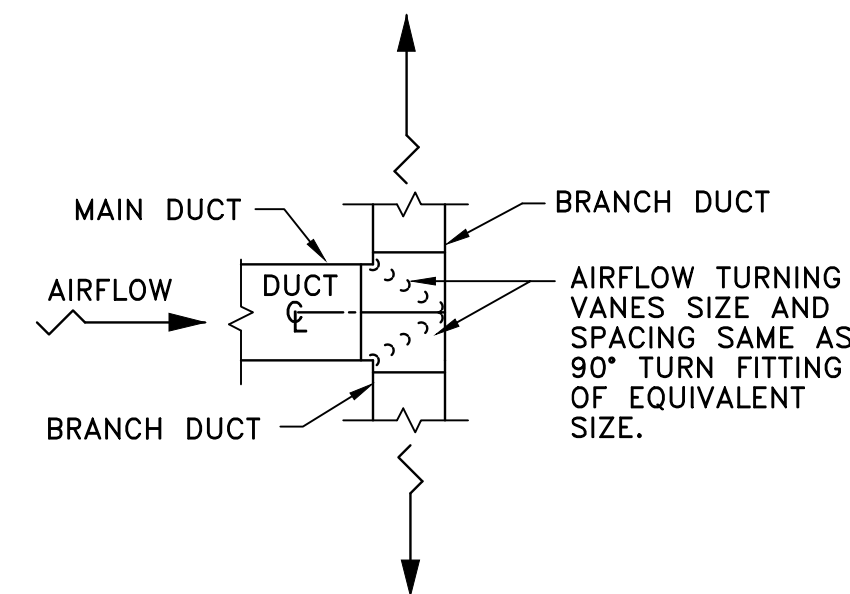 MAIN DUCT
BRANCH DUCT
AIRFLOW
DUCT
℄
AIRFLOW TURNING
VANES SIZE AND
SPACING SAME AS
90° TURN FITTING
OF EQUIVALENT
SIZE.
BRANCH DUCT